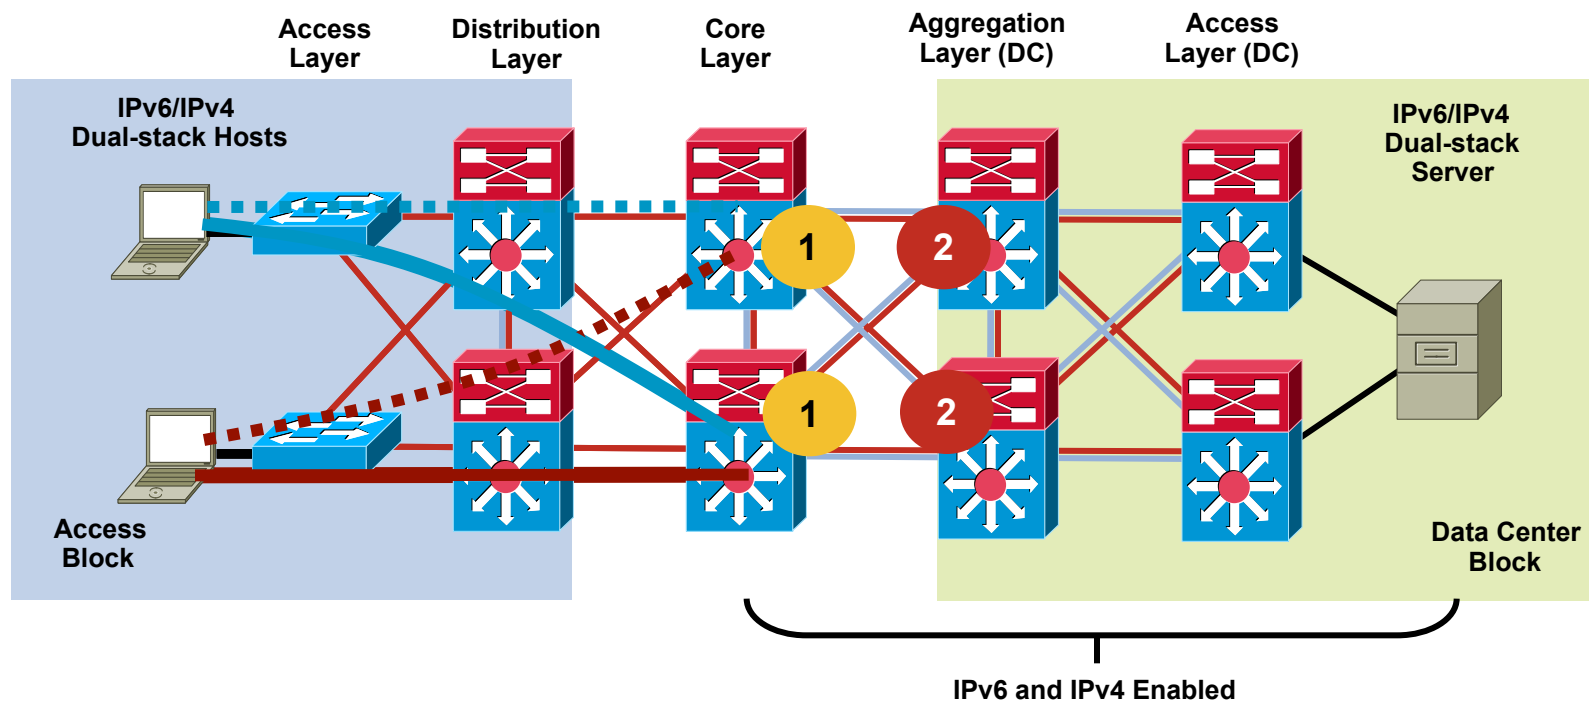 Access
Layer
Distribution
Layer
Core
Layer
Aggregation
Layer (DC)
Access
Layer (DC)
IPv6/IPv4
Dual-stack Hosts
IPv6/IPv4
Dual-stack
Server
1
2
1
2
Access
Block
Data Center
Block
IPv6 and IPv4 Enabled